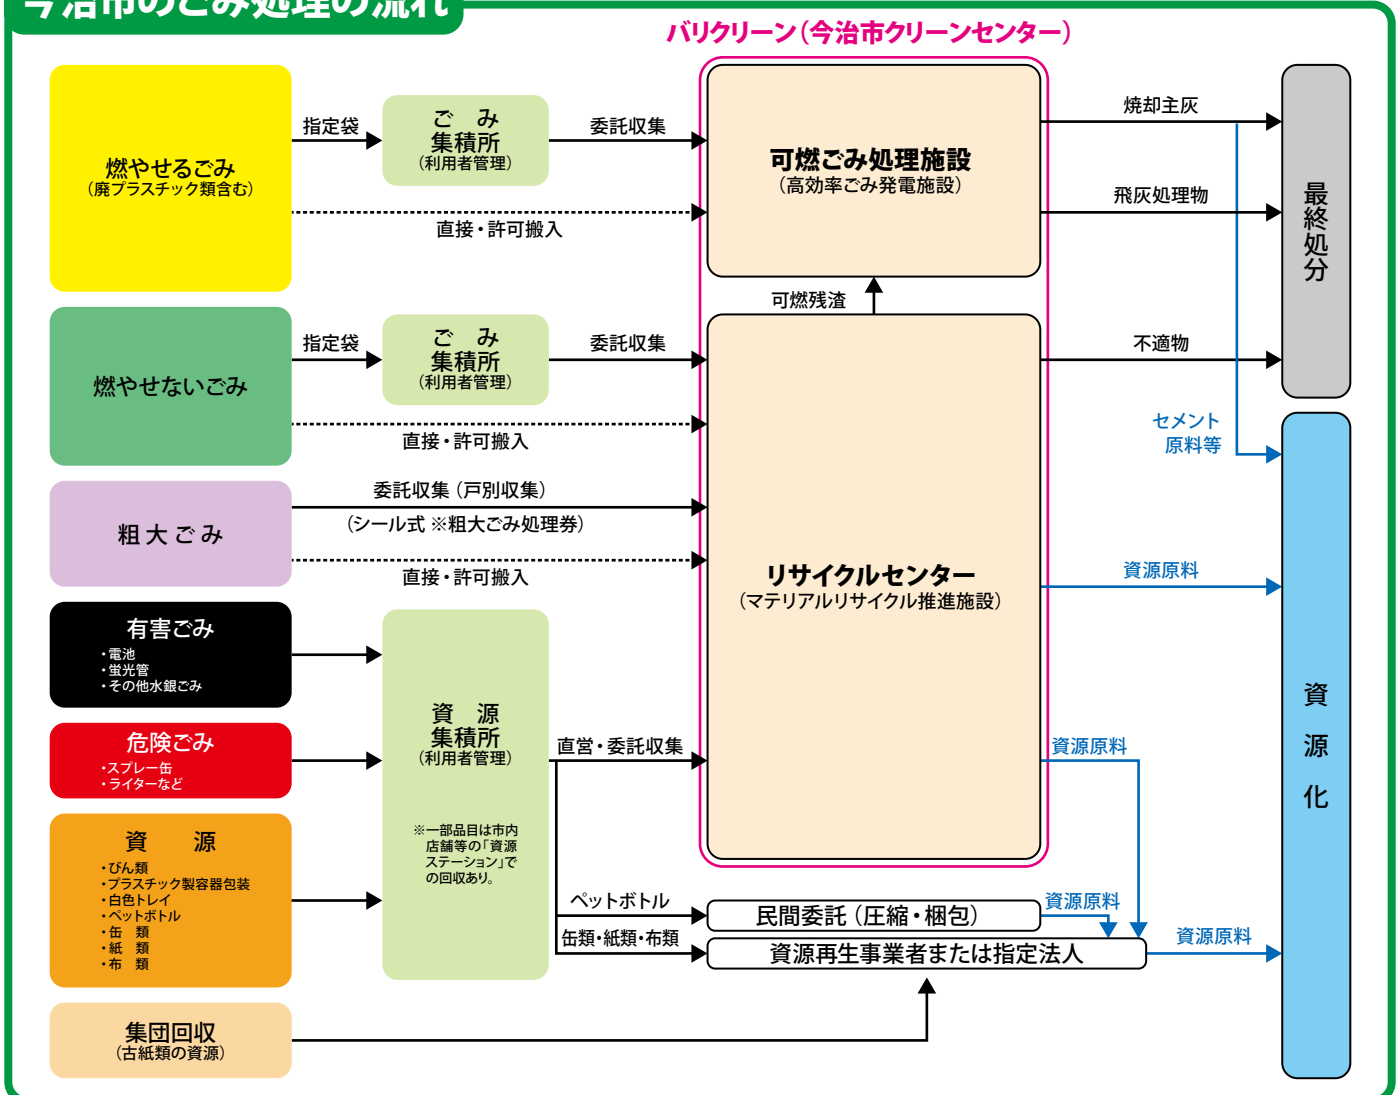 今治市のごみ処理の流れ
バリクリーン（今治市クリーンセンター）
燃やせるごみ
（廃プラスチック類含む）
指定袋
ごみ
集積所
（利用者管理）
委託収集
直接・許可搬入
可燃ごみ処理施設
（高効率ごみ発電施設）
焼却主灰
飛灰処理物
最終処分
可燃残渣
燃やせないごみ
指定袋
ごみ
集積所
（利用者管理）
委託収集
直接・許可搬入
不適物
セメント
原料等
粗大ごみ
委託収集（戸別収集）
（シール式 ※粗大ごみ処理券）
直接・許可搬入
リサイクルセンター
（マテリアルリサイクル推進施設）
資源原料
資源化
有害ごみ
・電池
・蛍光管
・その他水銀ごみ
危険ごみ
・スプレー缶
・ライターなど
資源
集積所
（利用者管理）
※一部品目は市内
店舗等の「資源
ステーション」で
の回収あり。
直営・委託収集
資源原料
資源
・びん類
・プラスチック製容器包装
・白色トレイ
・ペットボトル
・缶類
・紙類
・布類
ペットボトル
民間委託（圧縮・梱包）
資源原料
缶類・紙類・布類
資源再生事業者または指定法人
資源原料
集団回収
（古紙類の資源）